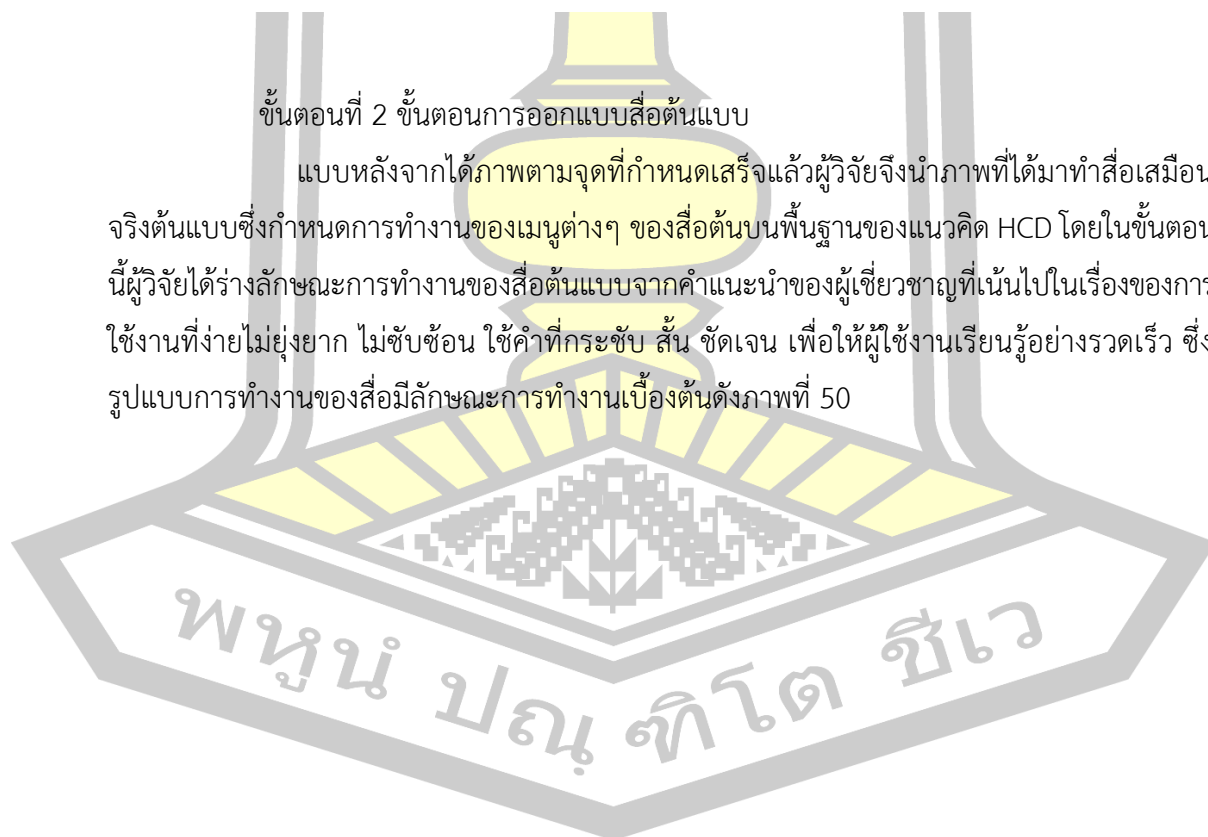 ขั้นตอนที่ 2 ขั้นตอนการออกแบบสื่อต้นแบบ
แบบหลังจากได้ภาพตามจุดที่กำหนดเสร็จแล้วผู้วิจัยจึงนำภาพที่ได้มาทำสื่อเสมือน
จริงต้นแบบซึ่งกำหนดการทำงานของเมนูต่างๆ ของสื่อต้นบนพื้นฐานของแนวคิด HCD โดยในขั้นตอน
นี้ผู้วิจัยได้ร่างลักษณะการทำงานของสื่อต้นแบบจากคำแนะนำของผู้เชี่ยวชาญที่เน้นไปในเรื่องของการ
ใช้งานที่ง่ายไม่ยุ่งยาก ไม่ซับซ้อน ใช้คำที่กระชับ สั้น ชัดเจน เพื่อให้ผู้ใช้งานเรียนรู้อย่างรวดเร็ว ซึ่ง
รูปแบบการทำงานของสื่อมีลักษณะการทำงานเบื้องต้นดังภาพที่ 50
พหูนํ ปณฺฑิโต ชีเว